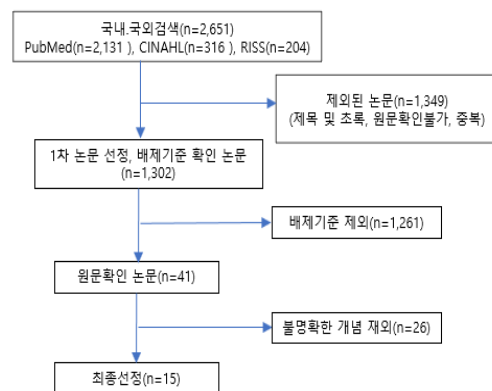 국내.국외검색(n=2,651)
PubMed(n=2,131 ), CINAHL(n=316 ), RISS(n=204)
제외된 논문(n=1,349)
(제목 및 초록, 원문확인불가, 중복)
1차 논문 선정, 배제기준 확인 논문
(n=1,302)
배제기준 제외(n=1,261)
원문확인 논문(n=41)
불명확한 개념 재외(n=26)
최종선정(n=15)